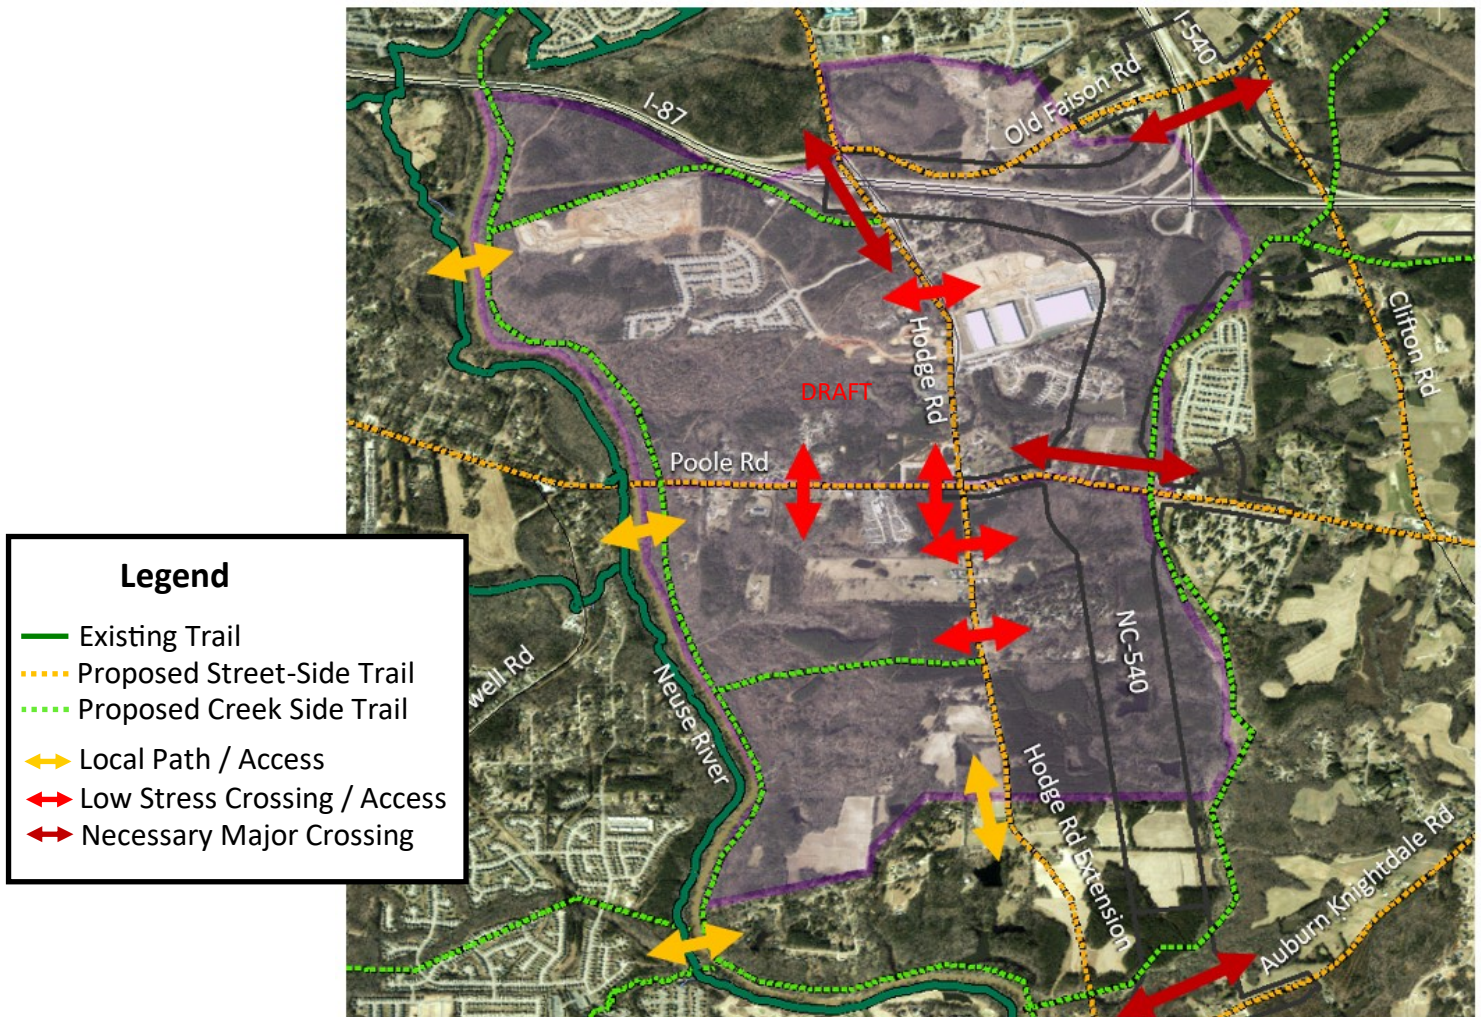 I-540
Old Faison Rd
I-87
Clifton Rd
Hodge Rd
DRAFT
Poole Rd
Legend
Existing Trail
Proposed Street-Side Trail
Proposed Creek Side Trail
Local Path / Access
Low Stress Crossing / Access
Necessary Major Crossing
well Rd
Neuse River
NC-540
Hodge Rd Extension
Auburn Knightdale Rd